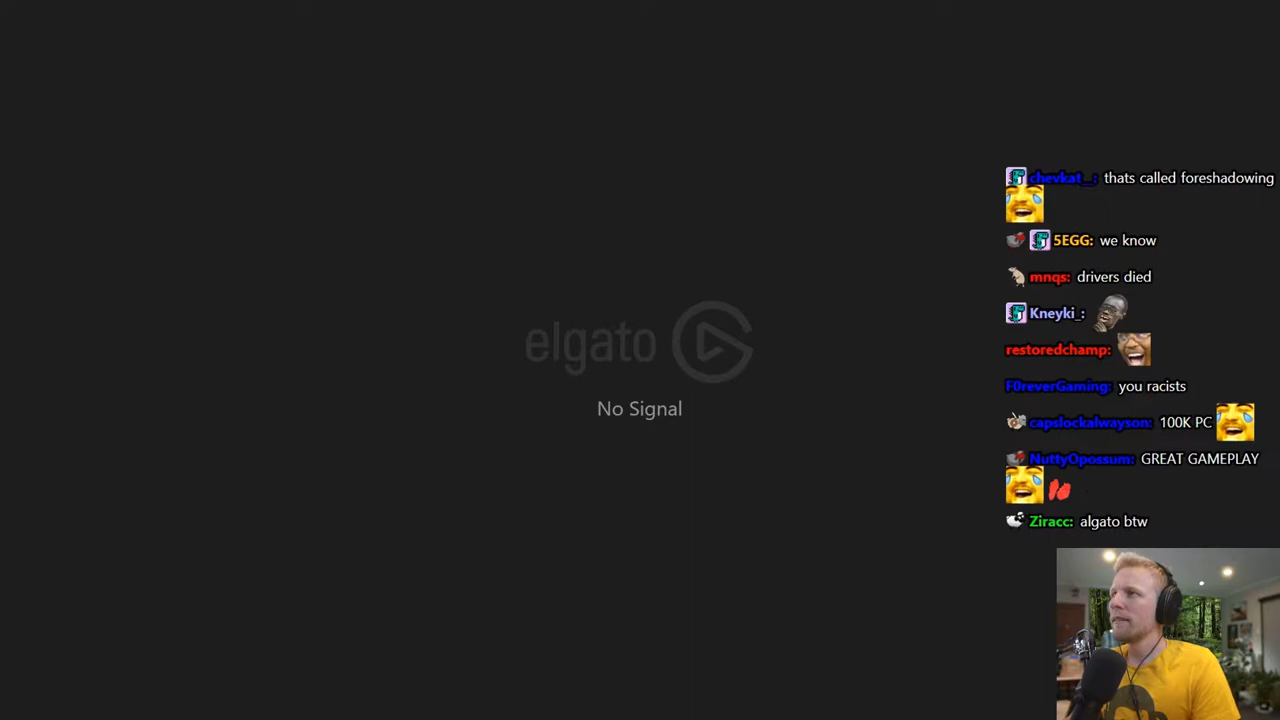 chevkat__: thats called foreshadowing
5EGG: we know
mnqs: drivers died
Kneyki_:
restoredchamp:
F0reverGaming: you racists
capslockalwayson: 100K PC
NuttyOpossum: GREAT GAMEPLAY
Ziracc: algato btw
elgato
No Signal